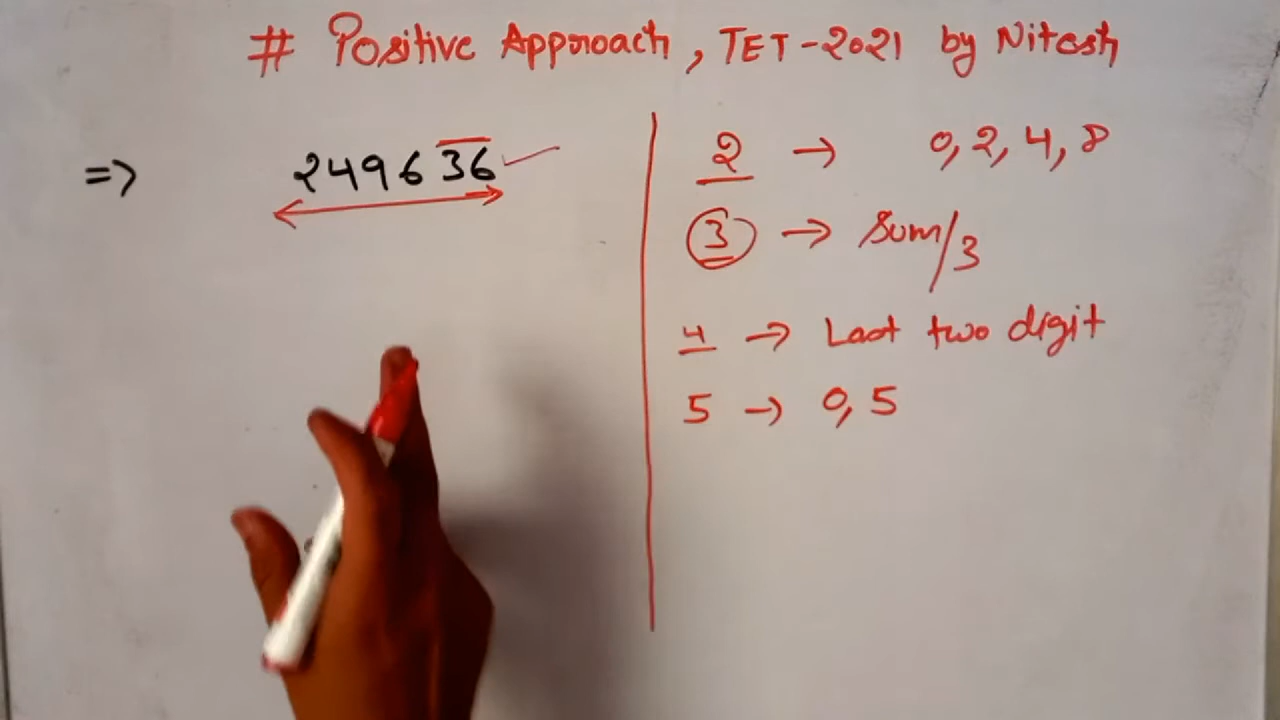 # Positive Approach, TET-2021 by Nitesh
=> 249636
2 → 0, 2, 4, 8
3 → Sum/3
4 → Last two digit
5 → 0, 5